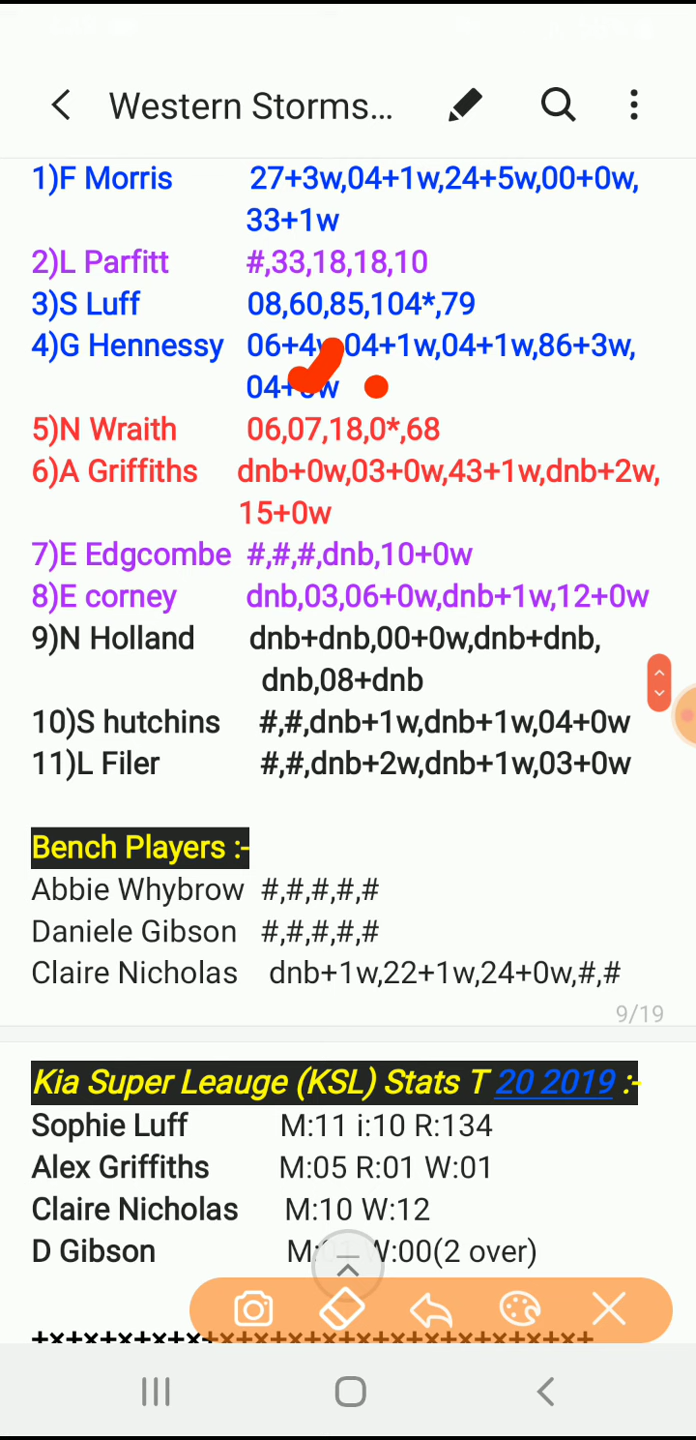 Western Storms...
1)F Morris 27+3w,04+1w,24+5w,00+0w,
33+1w
2)L Parfitt #,33,18,18,10
3)S Luff 08,60,85,104*,79
4)G Hennessy 04+1w,04+1w,86+3w,
5)N Wraith 06,07,18,0*,68
6)A Griffiths dnb+0w,03+0w,43+1w,dnb+2w,
15+0w
7)E Edgcombe #,#,#,dnb,10+0w
8)E corney dnb,03,06+0w,dnb+1w,12+0w
9)N Holland dnb+dnb,00+0w,dnb+dnb,
dnb,08+dnb
10)S hutchins #,#,dnb+1w,dnb+1w,04+0w
11)L Filer #,#,dnb+2w,dnb+1w,03+0w
Bench Players :-
Abbie Whybrow #,#,#,#,#
Daniele Gibson #,#,#,#,#
Claire Nicholas dnb+1w,22+1w,24+0w,#,#
9/19
Kia Super Leauge (KSL) Stats T 20 2019 :-
Sophie Luff M:11 i:10 R:134
Alex Griffiths M:05 R:01 W:01
Claire Nicholas M:10 W:12
D Gibson W:00(2 over)
+×+×+×+×+×+×+×+×+×+×+×+×+×+×+×+×+